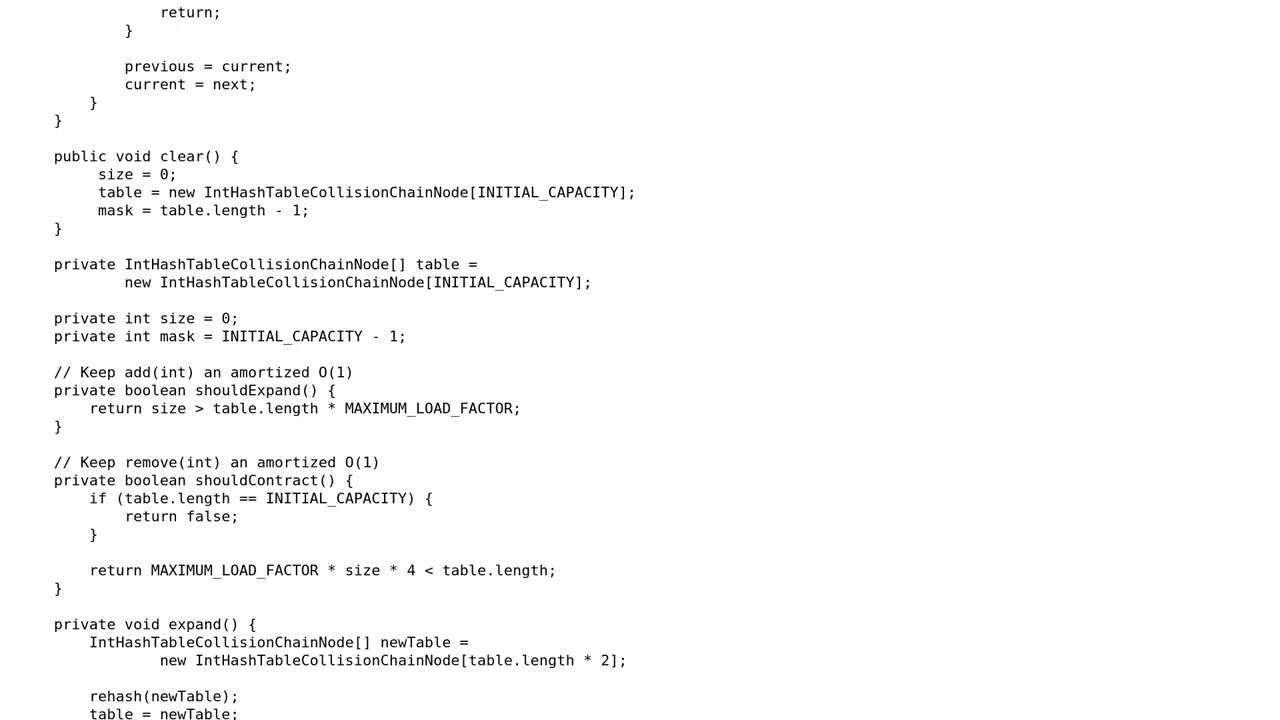 return;
}
previous = current;
current = next;
}
}
public void clear() {
size = 0;
table = new IntHashTableCollisionChainNode[INITIAL_CAPACITY];
mask = table.length - 1;
}
private IntHashTableCollisionChainNode[] table =
new IntHashTableCollisionChainNode[INITIAL_CAPACITY];
private int size = 0;
private int mask = INITIAL_CAPACITY - 1;
// Keep add(int) an amortized O(1)
private boolean shouldExpand() {
return size > table.length * MAXIMUM_LOAD_FACTOR;
}
// Keep remove(int) an amortized O(1)
private boolean shouldContract() {
if (table.length == INITIAL_CAPACITY) {
return false;
}
return MAXIMUM_LOAD_FACTOR * size * 4 < table.length;
}
private void expand() {
IntHashTableCollisionChainNode[] newTable =
new IntHashTableCollisionChainNode[table.length * 2];
rehash(newTable);
table = newTable;